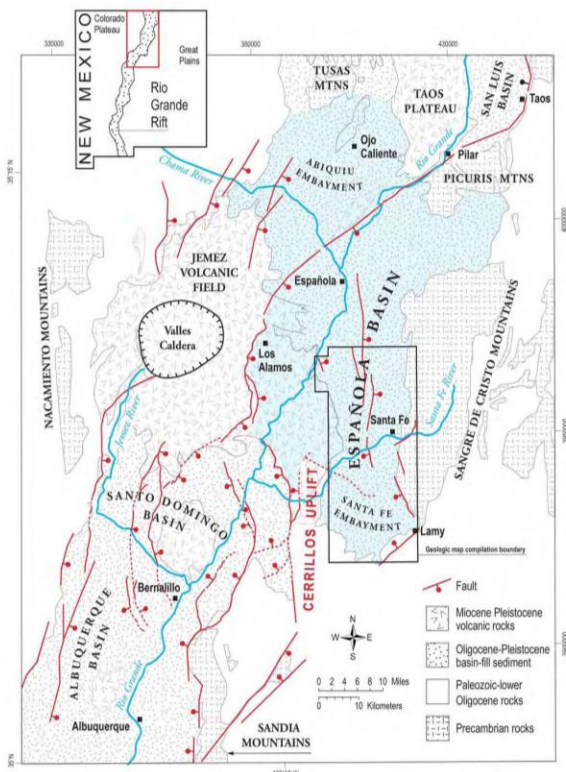 NEW MEXICO
Colorado
Plateau
Great
Plains
Rio
Grande
Rift
TUSAS
MTNS
TAOS
PLATEAU
SAN LUIS
BASIN
Taos
Ojo
Caliente
Rio Grande
Pilar
ABIQUIU
EMBAYMENT
PICURIS MTNS
Chama River
JEMEZ
VOLCANIC
FIELD
Española
NACAMIENTO MOUNTAINS
Valles
Caldera
Los
Alamos
ESPAÑOLA BASIN
SANGRE DE CRISTO MOUNTAINS
Jemez River
Santa Fe
Santa Fe River
SANTO DOMINGO
BASIN
CERRILLOS UPLIFT
SANTA FE
EMBAYMENT
Lamy
Geologic map compilation boundary
Bernalillo
ALBUQUERQUE
BASIN
Rio Grande
Albuquerque
SANDIA
MOUNTAINS
N
W E
S
0 2 4 6 8 10 Miles
10 Kilometers
Fault
Miocene Pleistocene
volcanic rocks
Oligocene-Pleistocene
basin-fill sediment
Paleozoic-lower
Oligocene rocks
Precambrian rocks